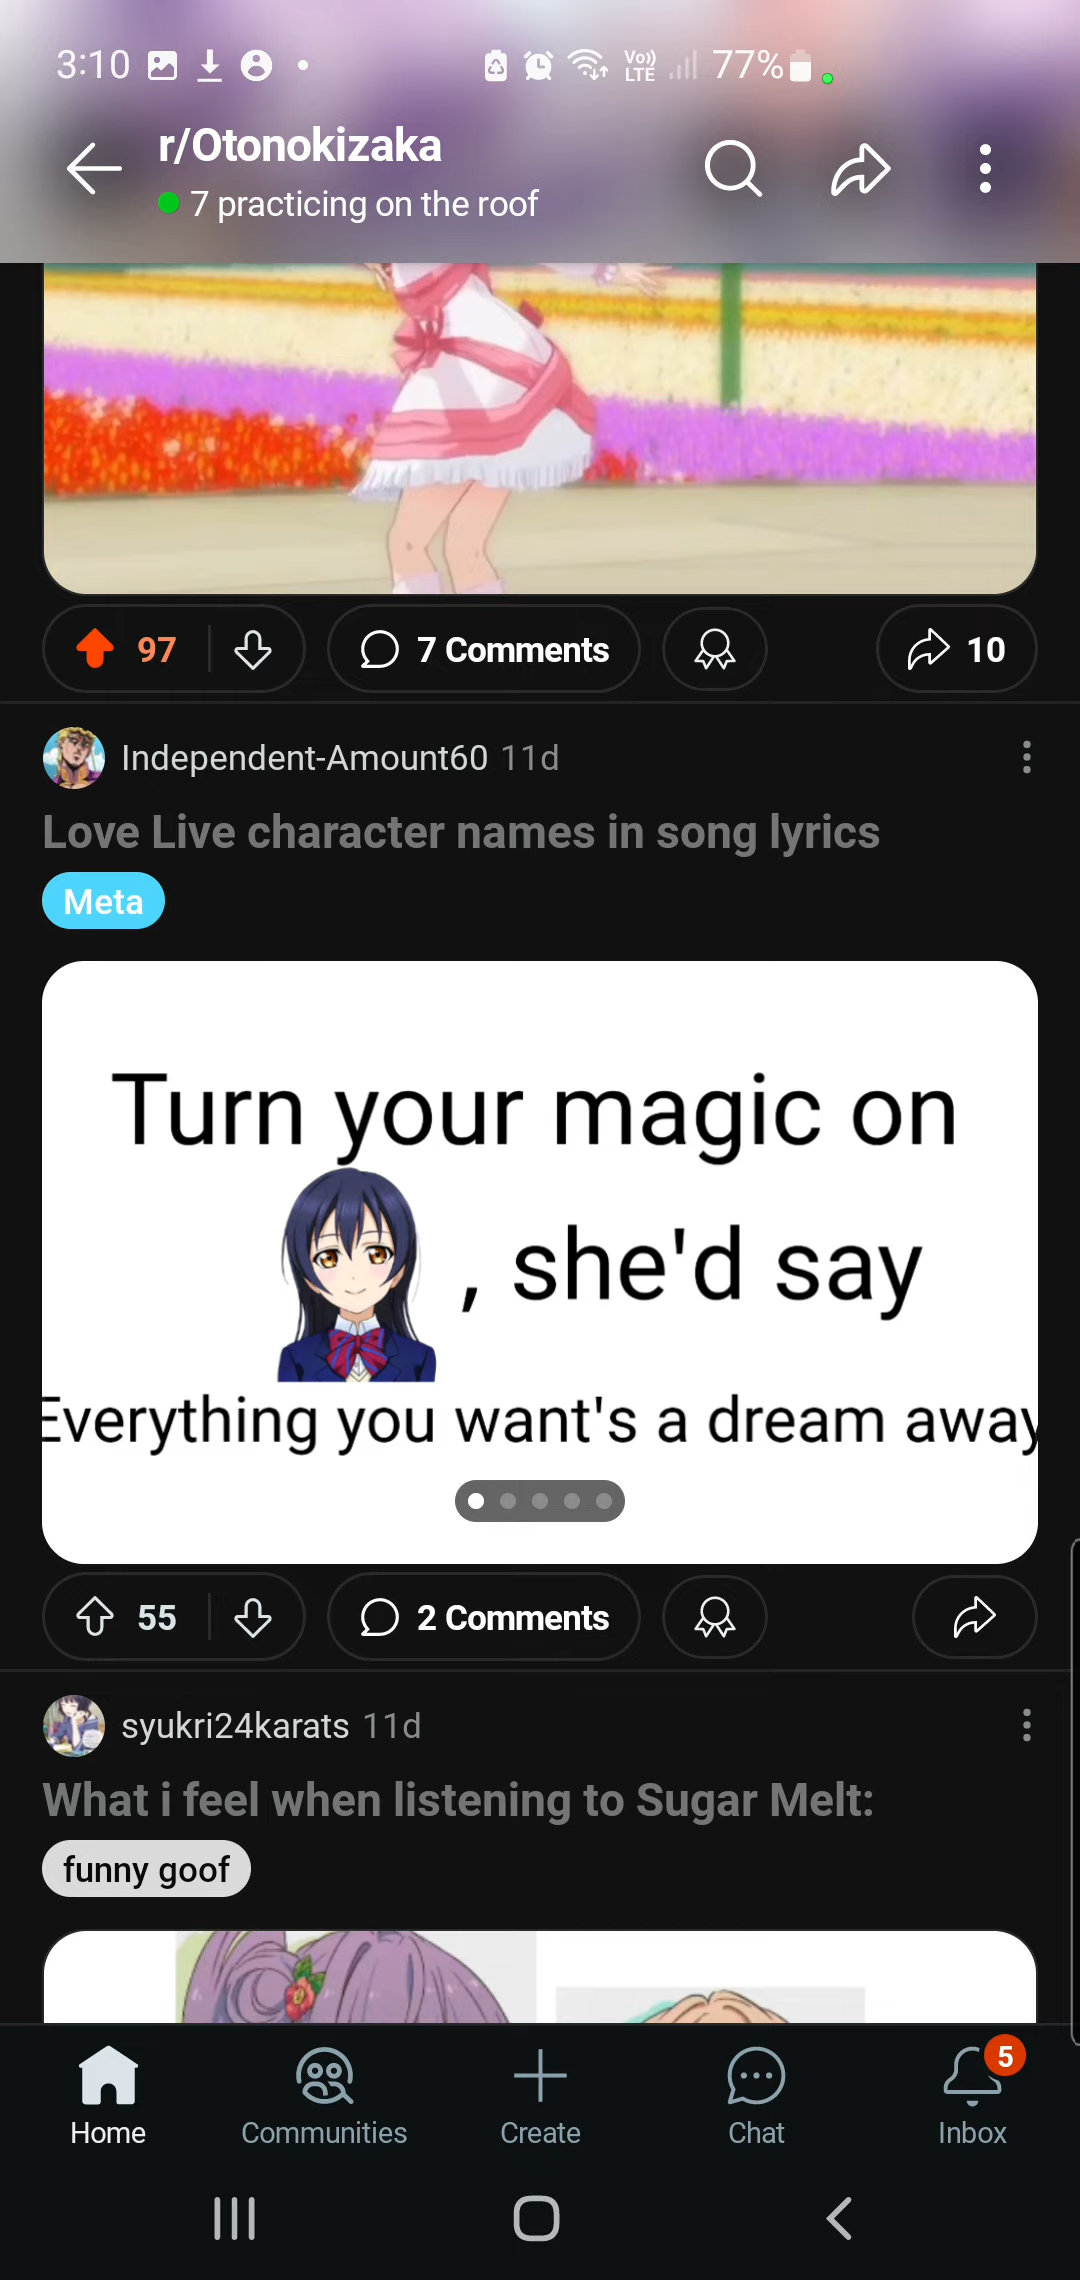 3:10
Vo)) LTE
77%
r/Otonokizaka
7 practicing on the roof
97
7 Comments
10
Independent-Amount60 11d
Love Live character names in song lyrics
Meta
Turn your magic on
, she'd say
Everything you want's a dream away
55
2 Comments
syukri24karats 11d
What i feel when listening to Sugar Melt:
funny goof
5
Home
Communities
Create
Chat
Inbox